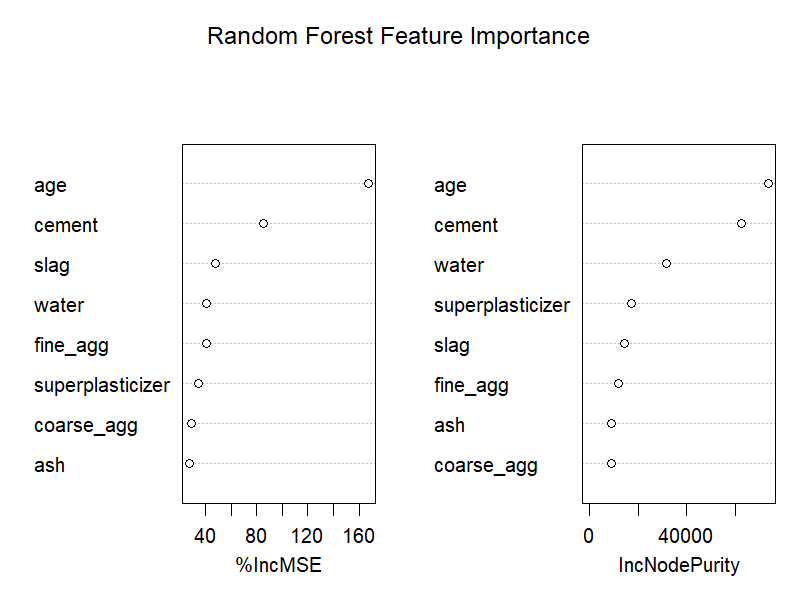 Random Forest Feature Importance
age
cement
slag
water
fine_agg
superplasticizer
coarse_agg
ash
40 80 120 160
%IncMSE
age
cement
water
superplasticizer
slag
fine_agg
ash
coarse_agg
0 40000
IncNodePurity